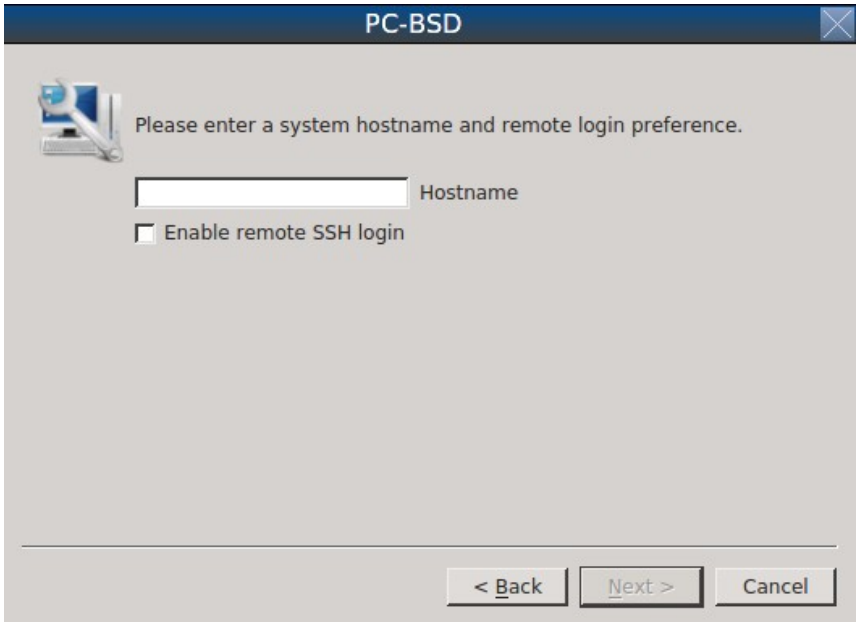 PC-BSD
Please enter a system hostname and remote login preference.
Hostname
Enable remote SSH login
< Back Next > Cancel